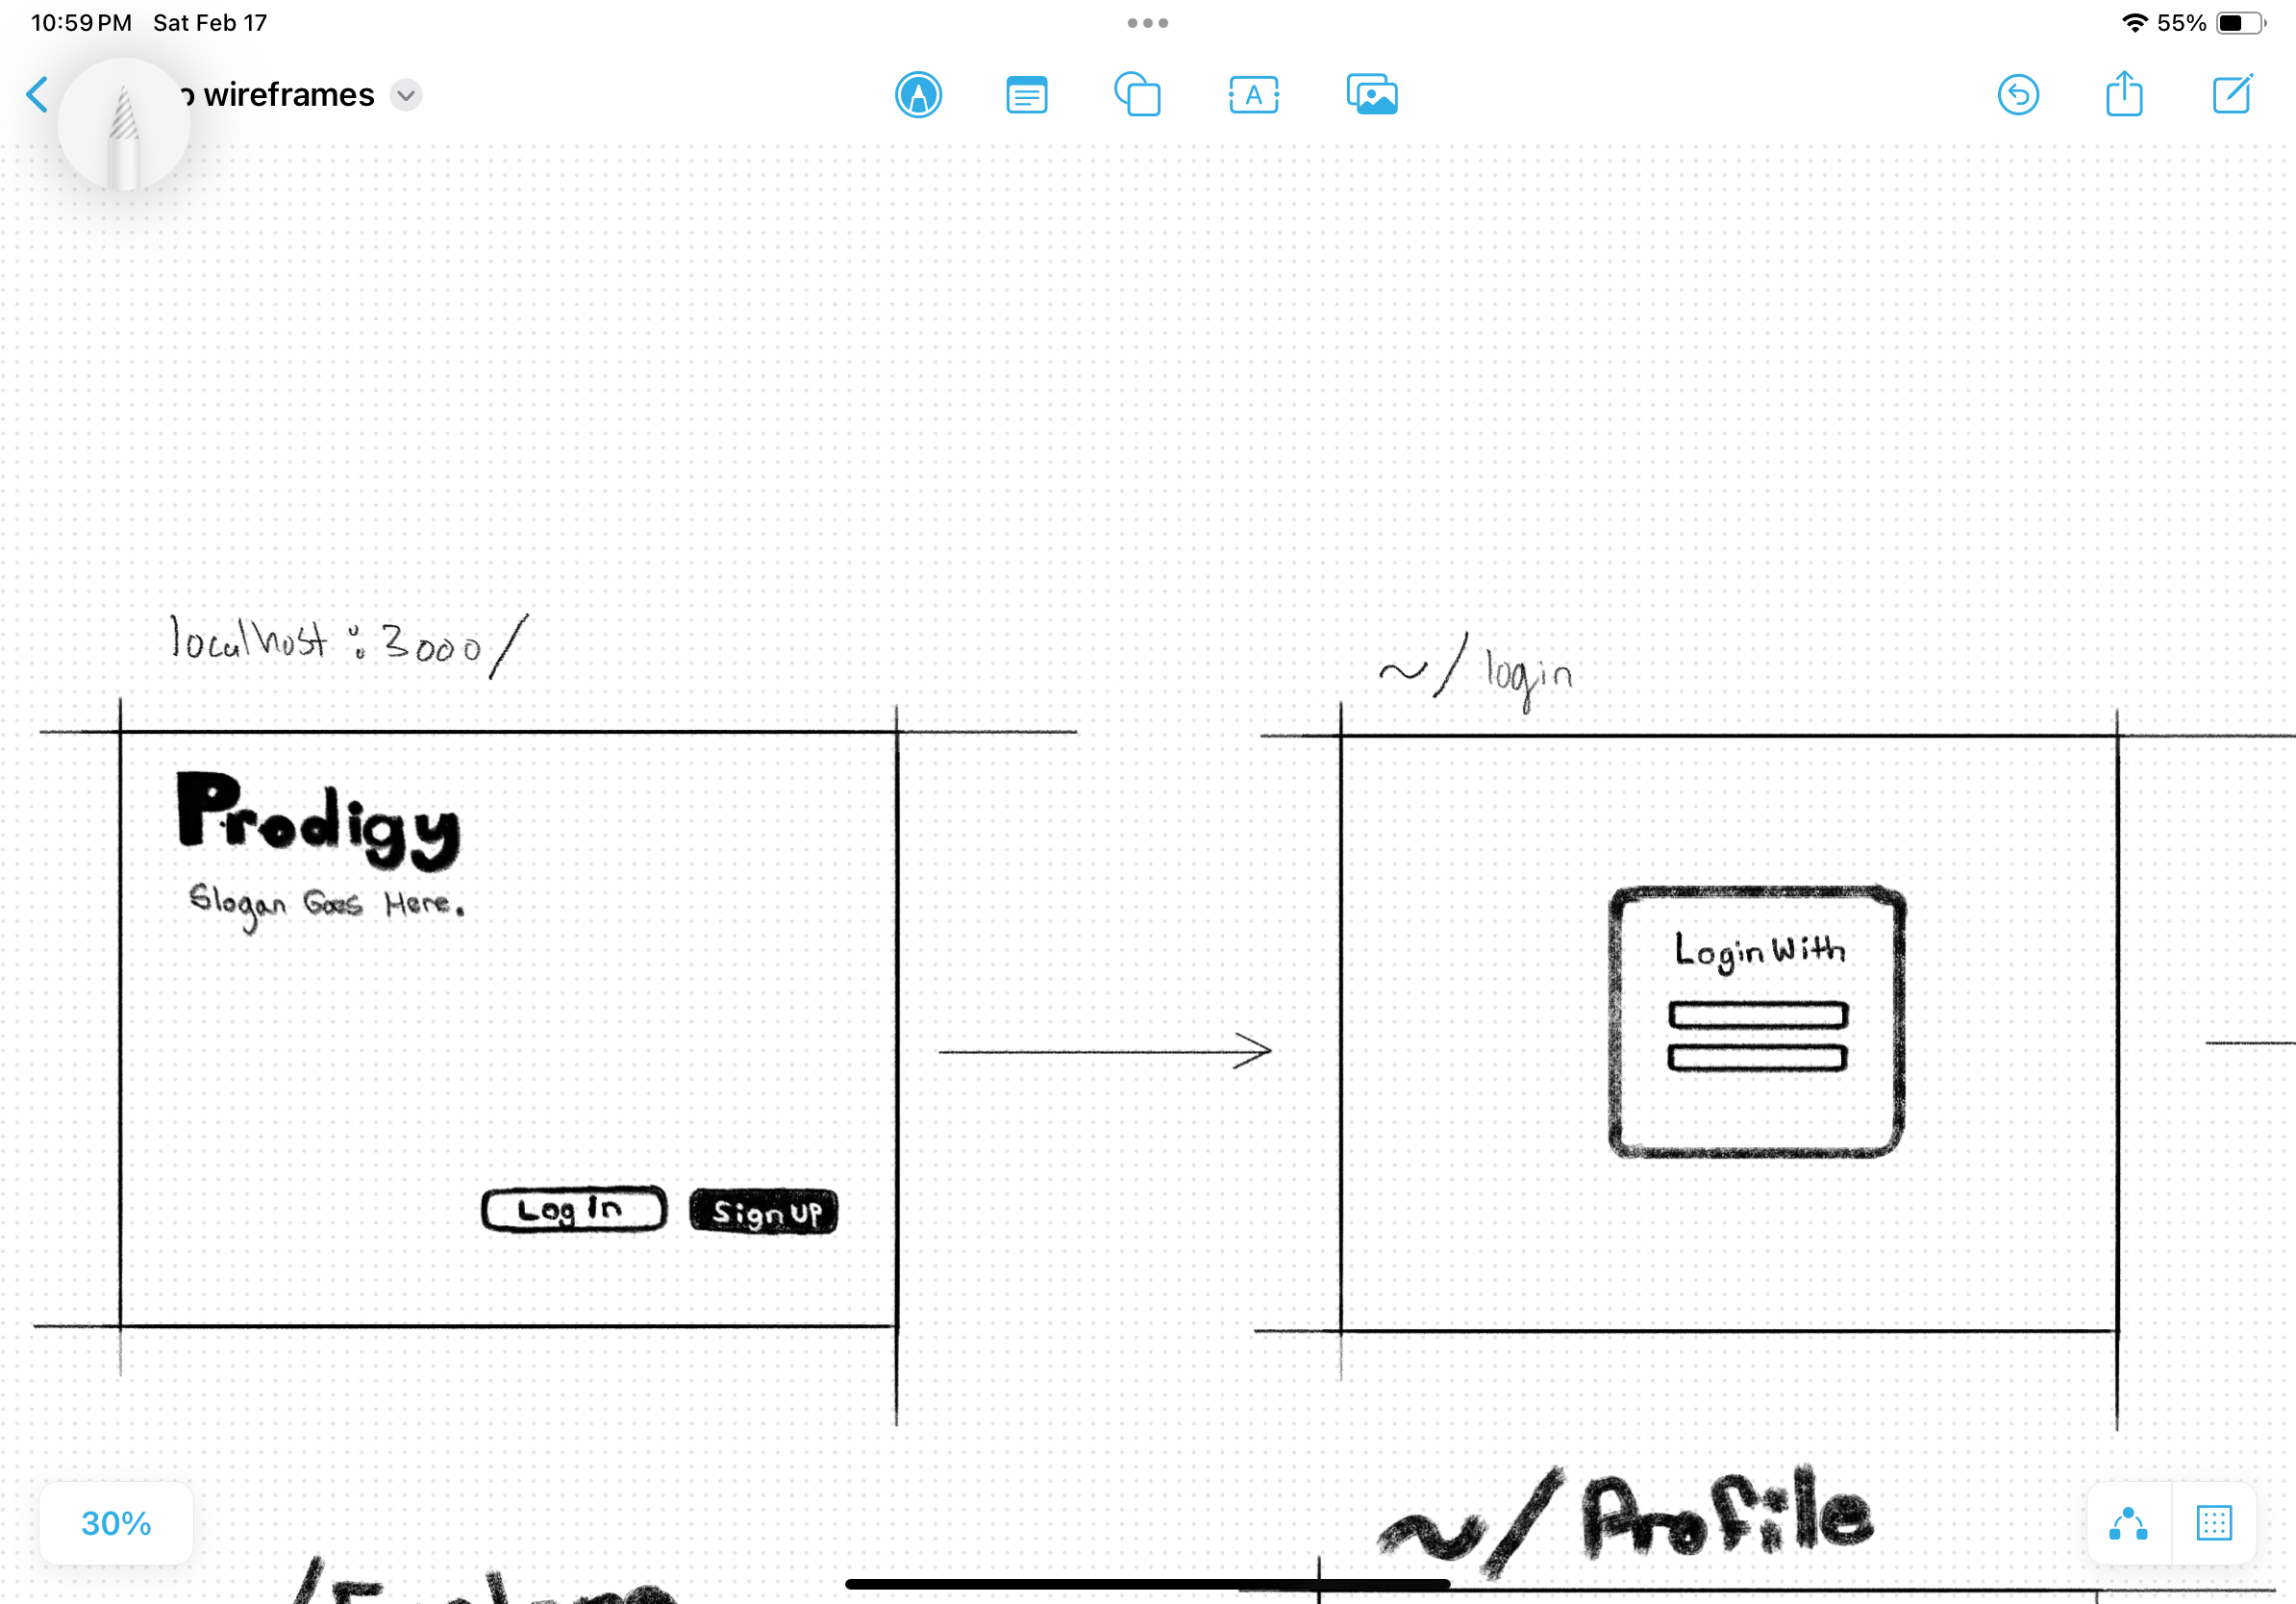 10:59 PM Sat Feb 17
55%
wireframes
A
localhost:3000/
~/login
Prodigy
Slogan Goes Here.
Login With
Log In
Sign UP
30%
~/Profile